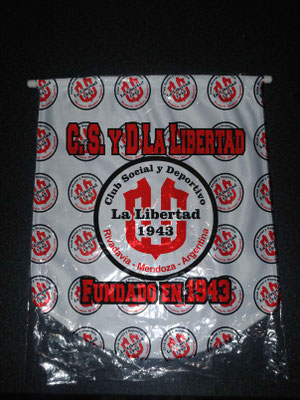 C. S. y D La Libertad
Club Social y Deportivo
La Libertad
1943
Rivadavia - Mendoza - Argentina
Fundado en 1943